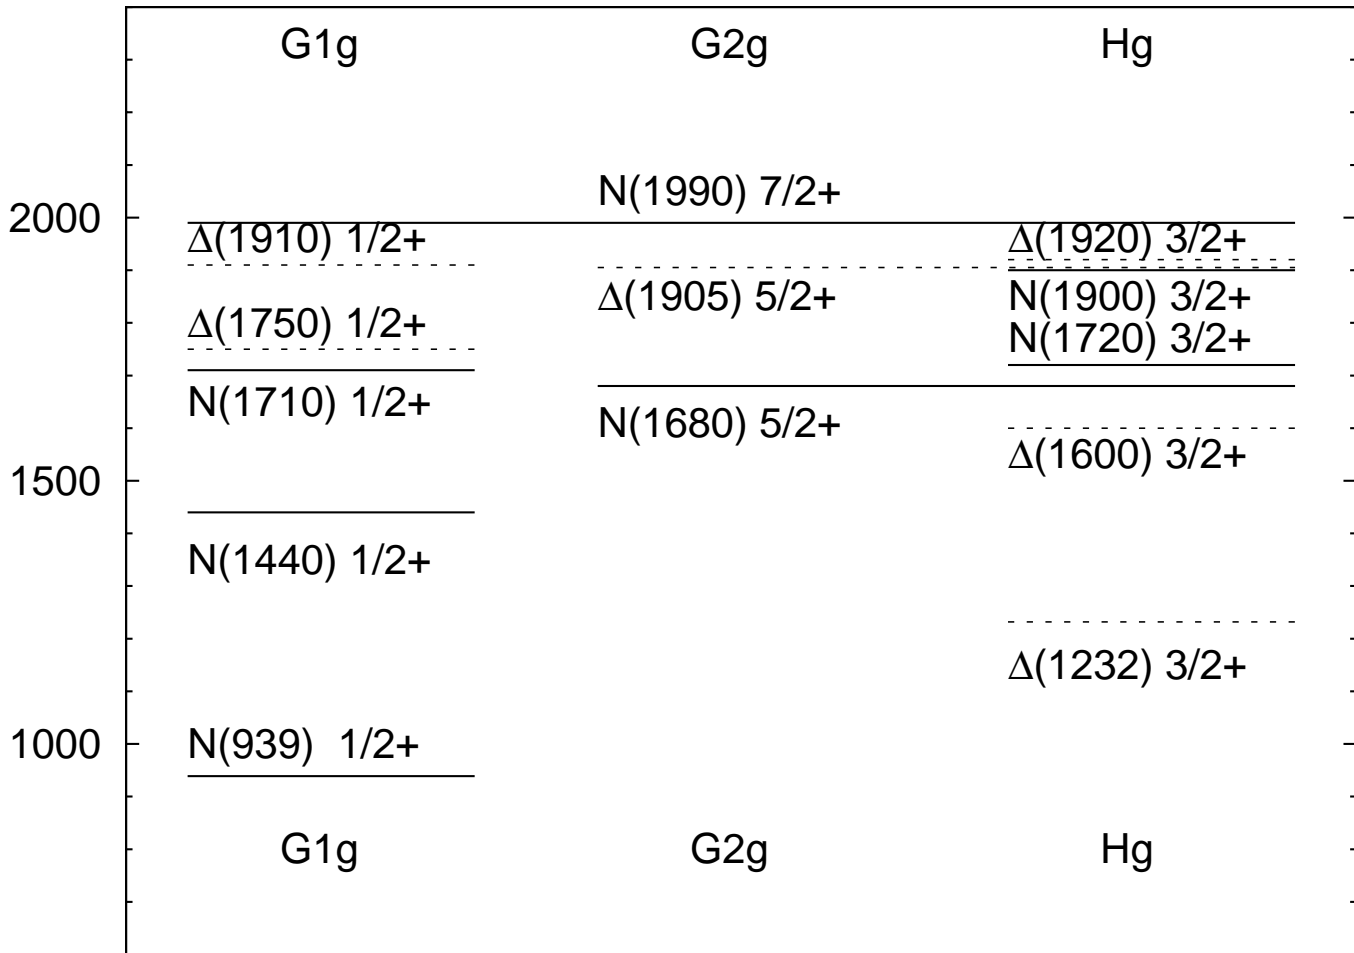 G1g G2g Hg
N(1990) 7/2+
2000
Δ(1910) 1/2+ Δ(1920) 3/2+
Δ(1905) 5/2+ N(1900) 3/2+
Δ(1750) 1/2+
N(1720) 3/2+
N(1710) 1/2+
N(1680) 5/2+
Δ(1600) 3/2+
1500
N(1440) 1/2+
Δ(1232) 3/2+
1000 N(939) 1/2+
G1g G2g Hg